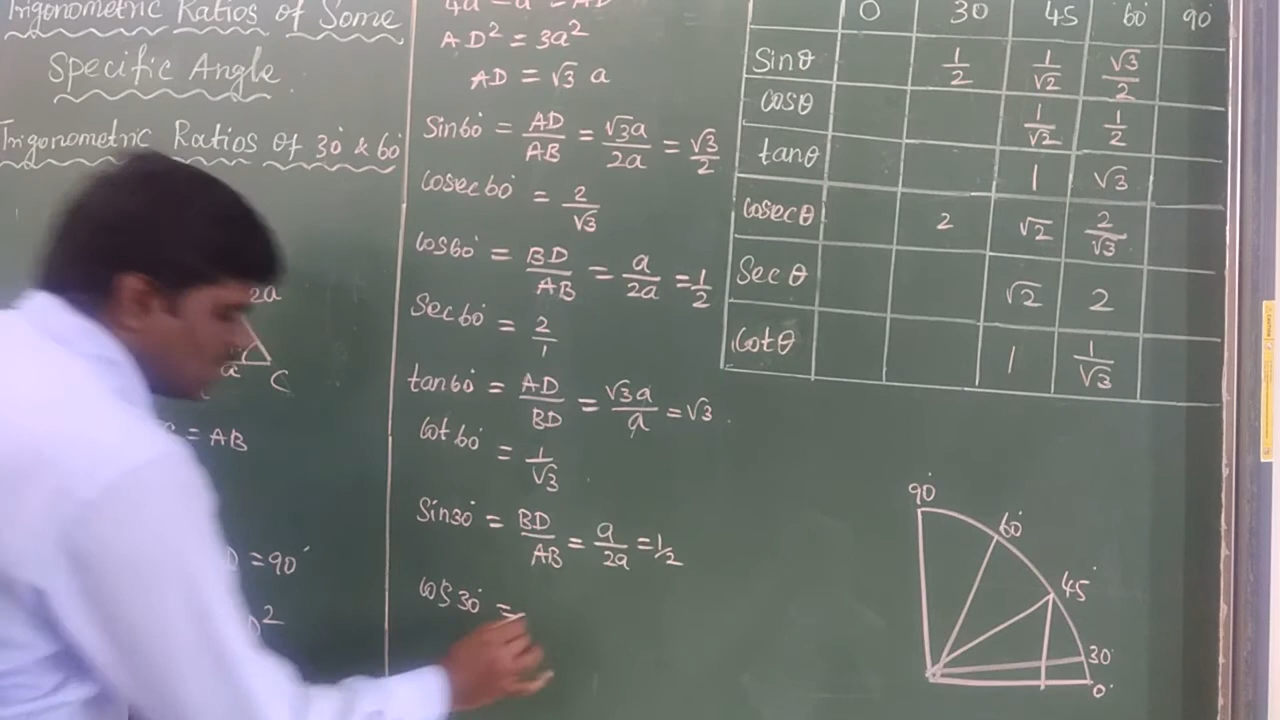 Trigonometric Ratios of Some
Specific Angle.
Trigonometric Ratios of 30° & 60°
2a
a C
= AB
D = 90°
D²
AD² = 3a²
AD = √3 a
Sin60° = AD/AB = √3a/2a = √3/2
Cosec60° = 2/√3
Cos60° = BD/AB = a/2a = 1/2
Sec60° = 2/1
tan60° = AD/BD = √3a/a = √3.
Cot60° = 1/√3
Sin30° = BD/AB = a/2a = 1/2
Cos30° =
0 30 45 60 90
Sinθ 1/2 1/√2 √3/2
Cosθ 1/√2 1/2
tanθ 1 √3
Cosecθ 2 √2 2/√3
Secθ √2 2
Cotθ 1 1/√3
90°
60°
45°
30°
0°